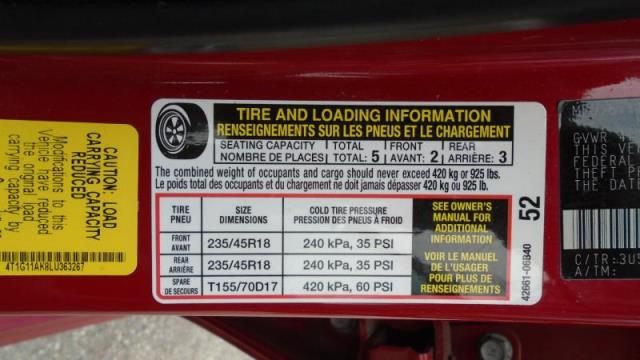 CAUTION: LOAD
CARRYING CAPACITY
REDUCED
Modifications to this
Vehicle have reduced
the original load
carrying capacity
4T1G11AK8LU363267
TIRE AND LOADING INFORMATION
RENSEIGNEMENTS SUR LES PNEUS ET LE CHARGEMENT
SEATING CAPACITY TOTAL FRONT REAR
NOMBRE DE PLACES TOTAL: 5 AVANT: 2 ARRIÈRE: 3
The combined weight of occupants and cargo should never exceed 420 kg or 925 lbs.
Le poids total des occupants et du chargement ne doit jamais dépasser 420 kg or 925 lb.
TIRE
PNEU
SIZE
DIMENSIONS
COLD TIRE PRESSURE
PRESSION DES PNEUS À FROID
FRONT
AVANT
235/45R18
240 kPa, 35 PSI
REAR
ARRIÈRE
235/45R18
240 kPa, 35 PSI
SPARE
DE SECOURS
T155/70D17
420 kPa, 60 PSI
SEE OWNER'S
MANUAL FOR
ADDITIONAL
INFORMATION
VOIR LE MANUEL
DE L'USAGER
POUR PLUS DE
RENSEIGNEMENTS
52
42661-06B40
GVWR
THIS VE
FEDERAL
THEFT P
THE DAT
C/TR:3U5
A/TM: